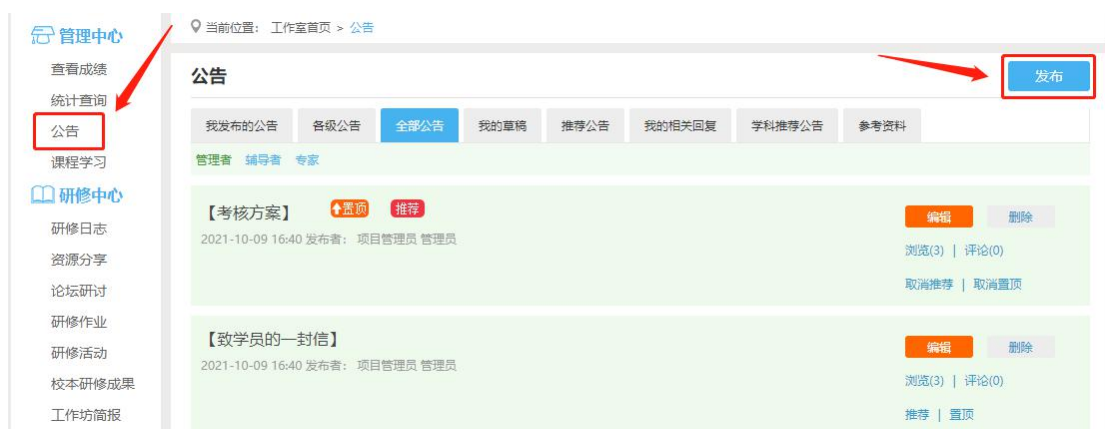 管理中心
查看成绩
统计查询
公告
课程学习
研修中心
研修日志
资源分享
论坛研讨
研修作业
研修活动
校本研修成果
工作坊简报
当前位置： 工作室首页 > 公告
公告
发布
我发布的公告 各级公告 全部公告 我的草稿 推荐公告 我的相关回复 学科推荐公告 参考资料
管理者 辅导者 专家
【考核方案】 置顶 推荐
2021-10-09 16:40 发布者： 项目管理员 管理员
编辑 删除
浏览(3) | 评论(0)
取消推荐 | 取消置顶
【致学员的一封信】
2021-10-09 16:40 发布者： 项目管理员 管理员
编辑 删除
浏览(3) | 评论(0)
推荐 | 置顶